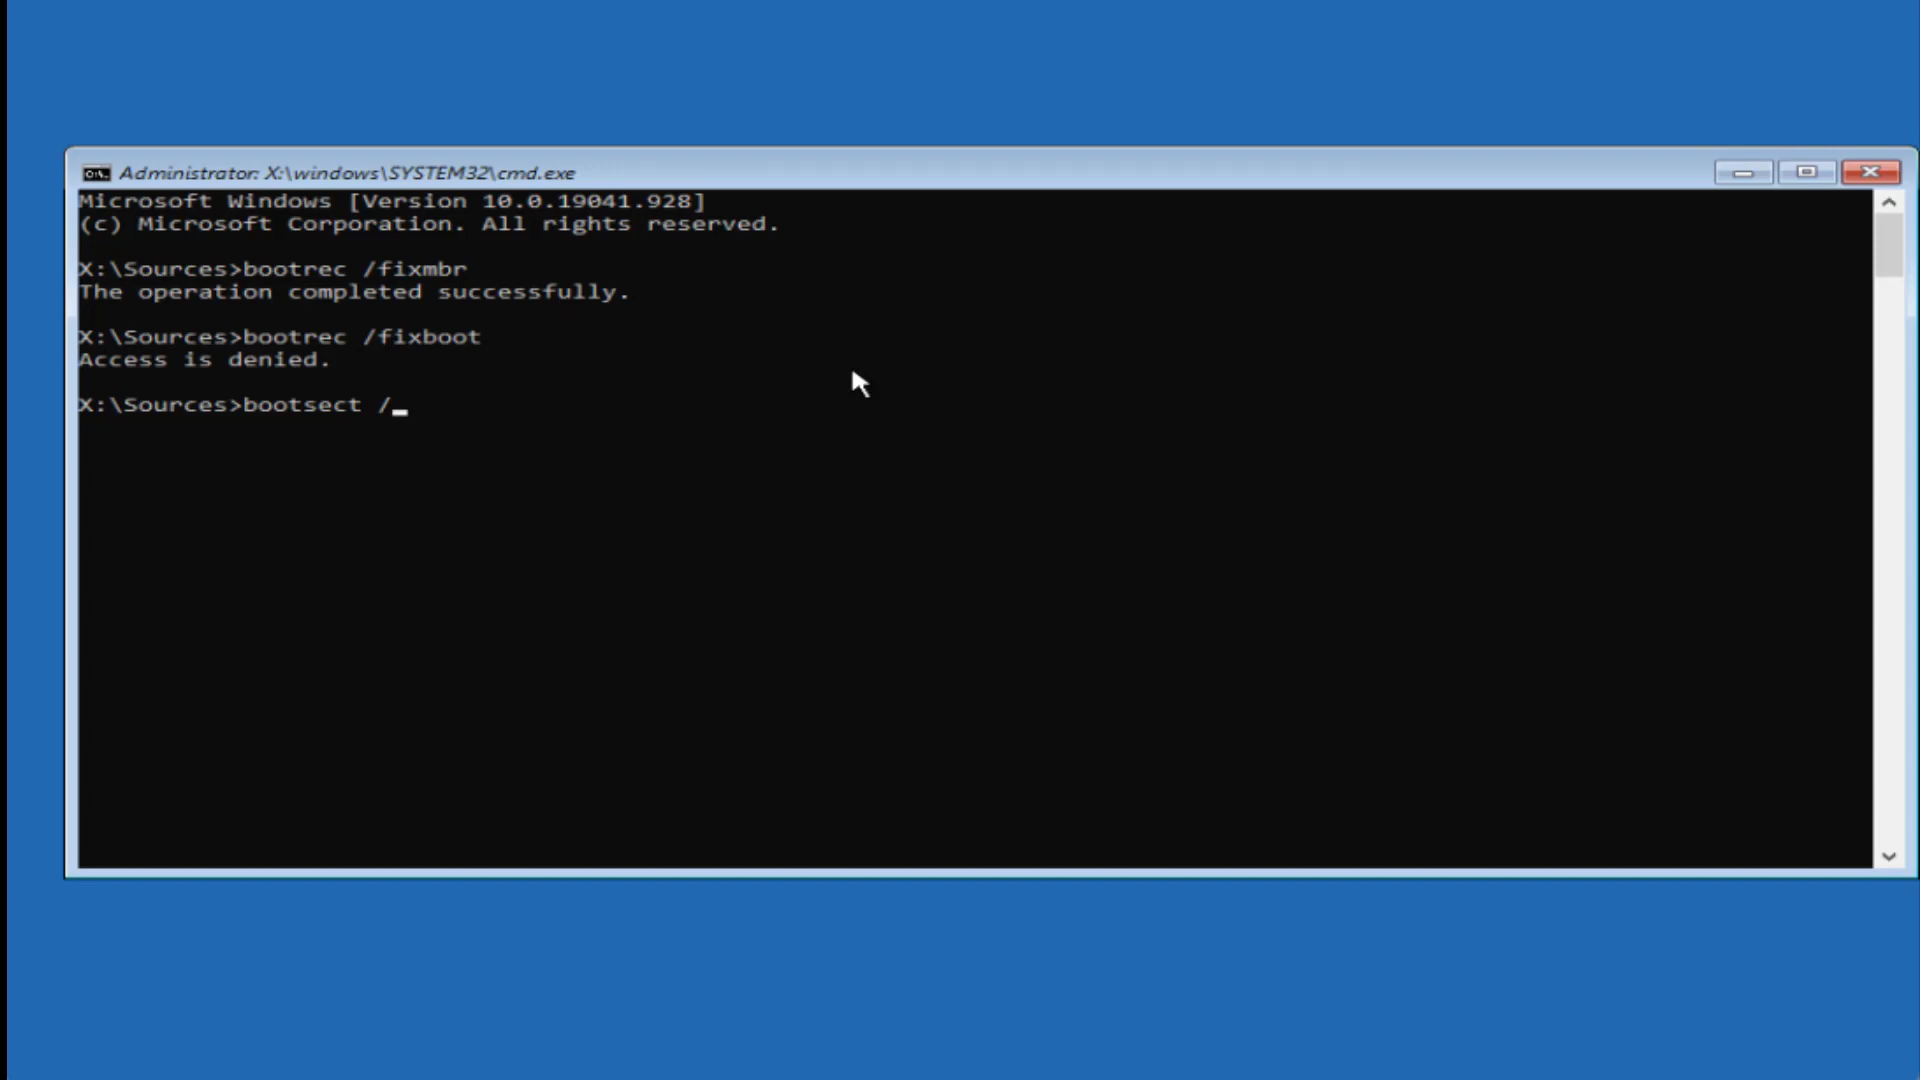 Administrator: X:\windows\SYSTEM32\cmd.exe
Microsoft Windows [Version 10.0.19041.928]
(c) Microsoft Corporation. All rights reserved.
X:\Sources>bootrec /fixmbr
The operation completed successfully.
X:\Sources>bootrec /fixboot
Access is denied.
X:\Sources>bootsect /_